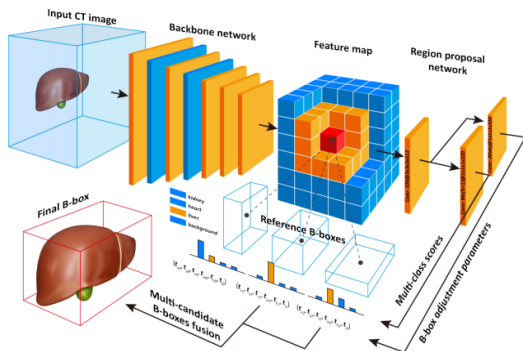 Input CT image
Backbone network
Feature map
Region proposal
network
kidney
heart
liver
background
Final B-box
Reference B-boxes
Multi-class scores
B-box adjustment parameters
Multi-candidate
B-boxes fusion